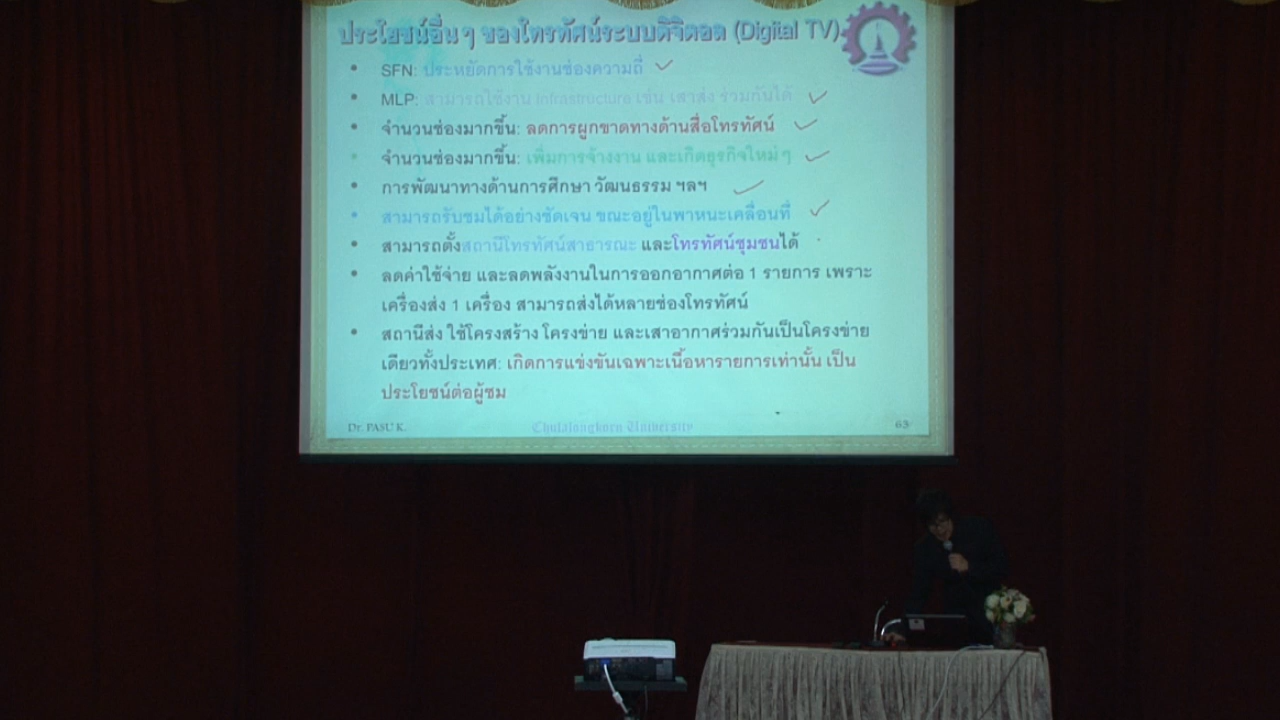 ประโยชน์อื่นๆ ของโทรทัศน์ระบบดิจิตอล (Digital TV)
• SFN: ประหยัดการใช้งานช่องความถี่
• MLP: สามารถใช้งาน Infrastructure เช่น เสาส่ง ร่วมกันได้
• จำนวนช่องมากขึ้น: ลดการผูกขาดทางด้านสื่อโทรทัศน์
• จำนวนช่องมากขึ้น: เพิ่มการจ้างงาน และเกิดธุรกิจใหม่ๆ
• การพัฒนาทางด้านการศึกษา วัฒนธรรม ฯลฯ
• สามารถรับชมได้อย่างชัดเจน ขณะอยู่ในพาหนะเคลื่อนที่
• สามารถตั้งสถานีโทรทัศน์สาธารณะ และโทรทัศน์ชุมชนได้
• ลดค่าใช้จ่าย และลดพลังงานในการออกอากาศต่อ 1 รายการ เพราะ
เครื่องส่ง 1 เครื่อง สามารถส่งได้หลายช่องโทรทัศน์
• สถานีส่ง ใช้โครงสร้าง โครงข่าย และเสาอากาศร่วมกันเป็นโครงข่าย
เดียวทั้งประเทศ: เกิดการแข่งขันเฉพาะเนื้อหารายการเท่านั้น เป็น
ประโยชน์ต่อผู้ชม
Dr. PASU K. Chulalongkorn University 63